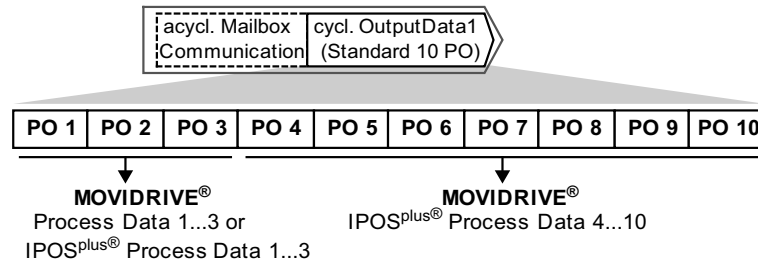 acycl. Mailbox cycl. OutputData1
Communication (Standard 10 PO)
PO 1 PO 2 PO 3 PO 4 PO 5 PO 6 PO 7 PO 8 PO 9 PO 10
MOVIDRIVE®
Process Data 1...3 or
IPOSplus® Process Data 1...3
MOVIDRIVE®
IPOSplus® Process Data 4...10